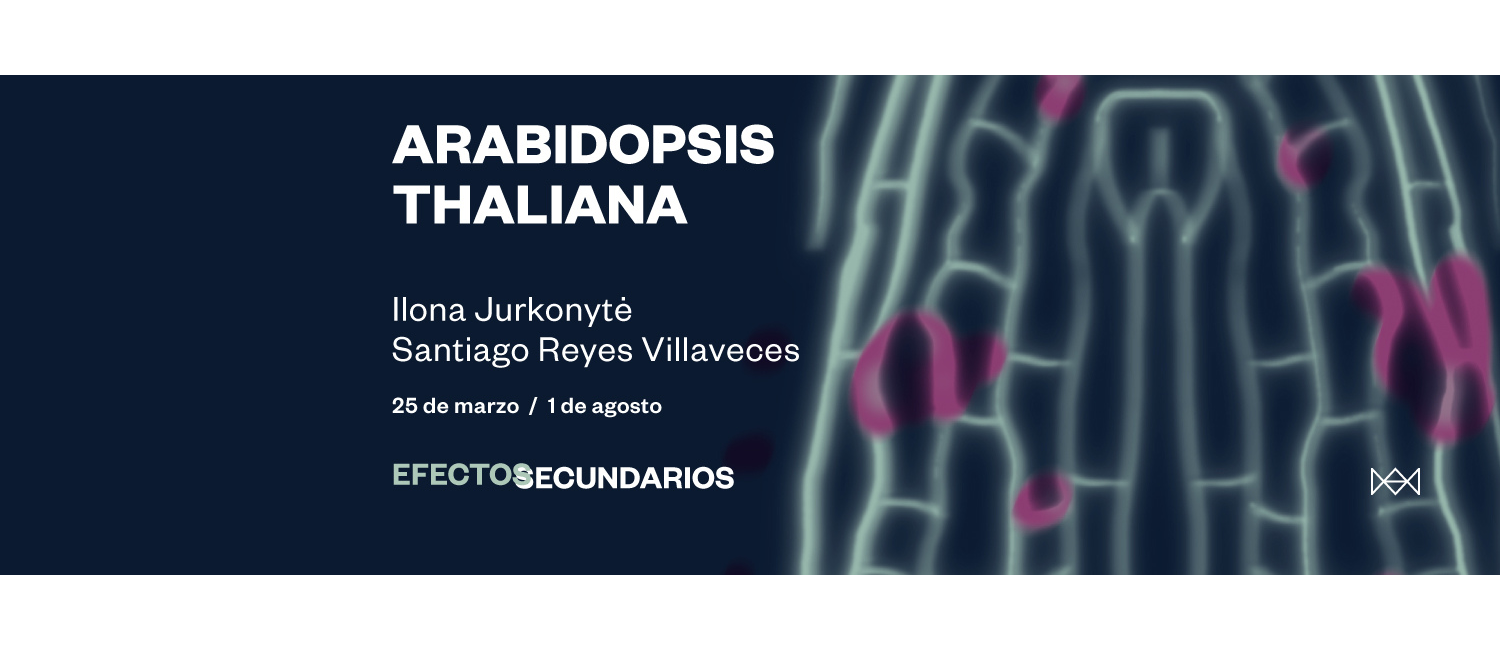 ARABIDOPSIS
THALIANA
Ilona Jurkonytė
Santiago Reyes Villaveces
25 de marzo / 1 de agosto
EFECTOSSECUNDARIOS